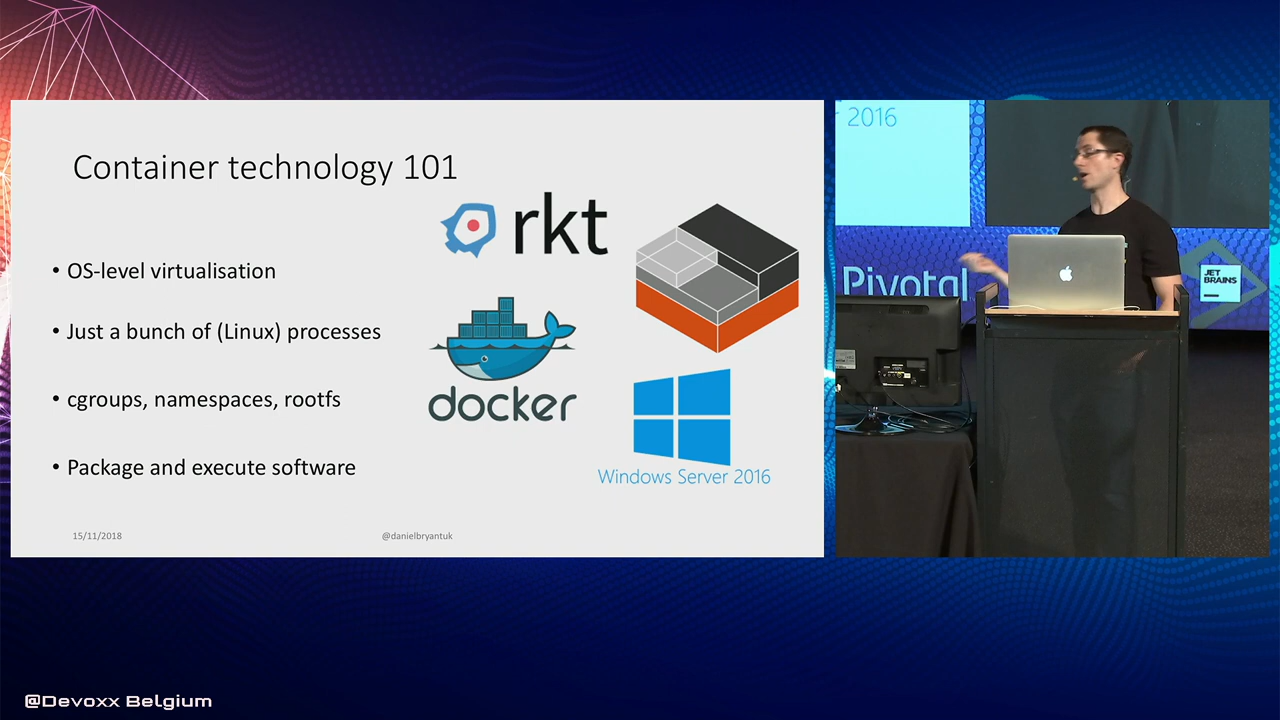 Container technology 101
rkt
• OS-level virtualisation
• Just a bunch of (Linux) processes
docker
• cgroups, namespaces, rootfs
• Package and execute software
Windows Server 2016
15/11/2018
@danielbryantuk
2016
Pivotal
JET
BRAINS
@Devoxx Belgium